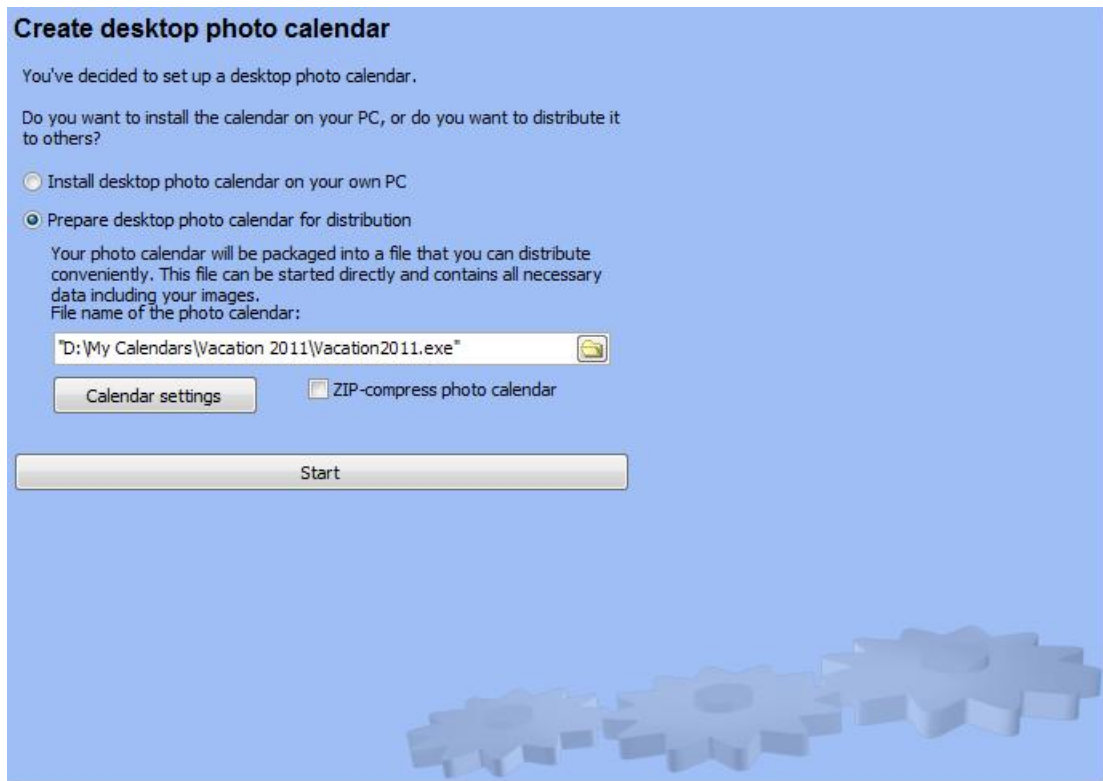 Create desktop photo calendar
You've decided to set up a desktop photo calendar.
Do you want to install the calendar on your PC, or do you want to distribute it
to others?
Install desktop photo calendar on your own PC
Prepare desktop photo calendar for distribution
Your photo calendar will be packaged into a file that you can distribute
conveniently. This file can be started directly and contains all necessary
data including your images.
File name of the photo calendar:
"D:\My Calendars\Vacation 2011\Vacation2011.exe"
Calendar settings
ZIP-compress photo calendar
Start